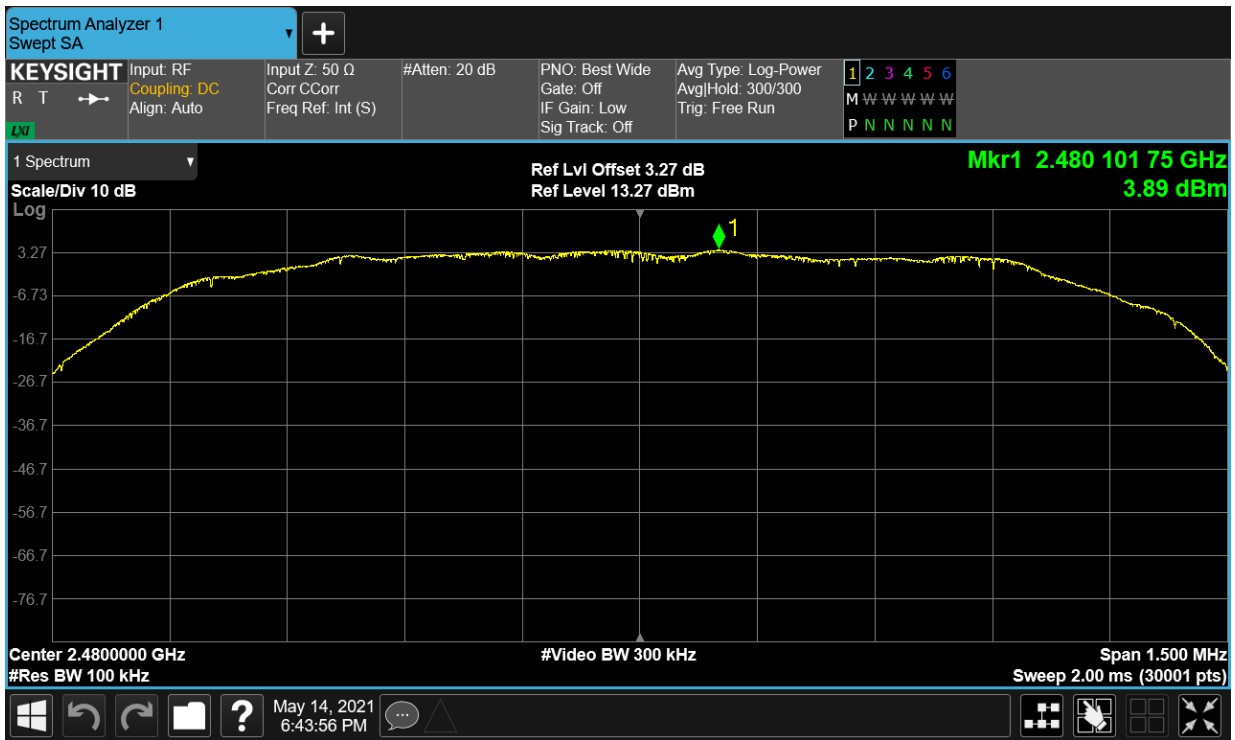 Spectrum Analyzer 1
Swept SA
KEYSIGHT
R T
LXI
Input: RF
Coupling: DC
Align: Auto
Input Z: 50 Ω
Corr CCorr
Freq Ref: Int (S)
#Atten: 20 dB
PNO: Best Wide
Gate: Off
IF Gain: Low
Sig Track: Off
Avg Type: Log-Power
Avg|Hold: 300/300
Trig: Free Run
1 2 3 4 5 6
M W W W W W
P N N N N N
1 Spectrum
Scale/Div 10 dB
Log
Ref Lvl Offset 3.27 dB
Ref Level 13.27 dBm
Mkr1 2.480 101 75 GHz
3.89 dBm
1
3.27
-6.73
-16.7
-26.7
-36.7
-46.7
-56.7
-66.7
-76.7
Center 2.4800000 GHz
#Video BW 300 kHz
Span 1.500 MHz
#Res BW 100 kHz
Sweep 2.00 ms (30001 pts)
?
May 14, 2021
6:43:56 PM